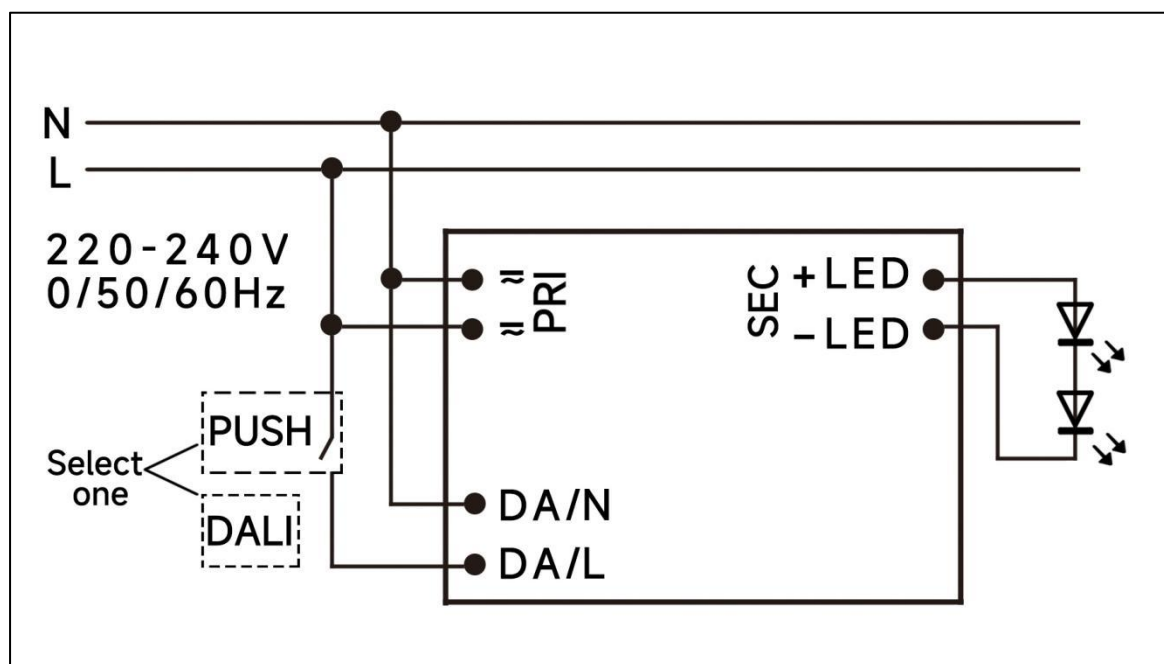 N
L
220-240V
0/50/60Hz
PRI
SEC
+LED
-LED
PUSH
Select
one
DALI
DA/N
DA/L